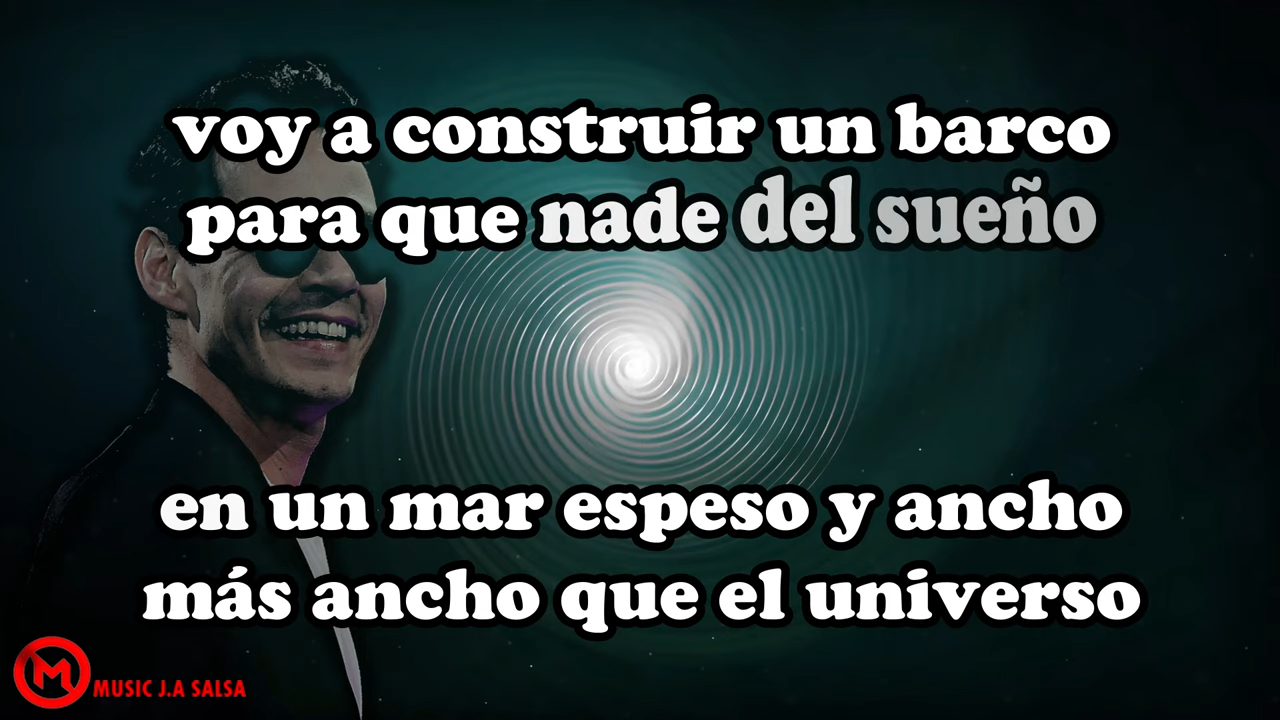 voy a construir un barco
para que nade del sueño
en un mar espeso y ancho
más ancho que el universo
M
MUSIC J.A SALSA